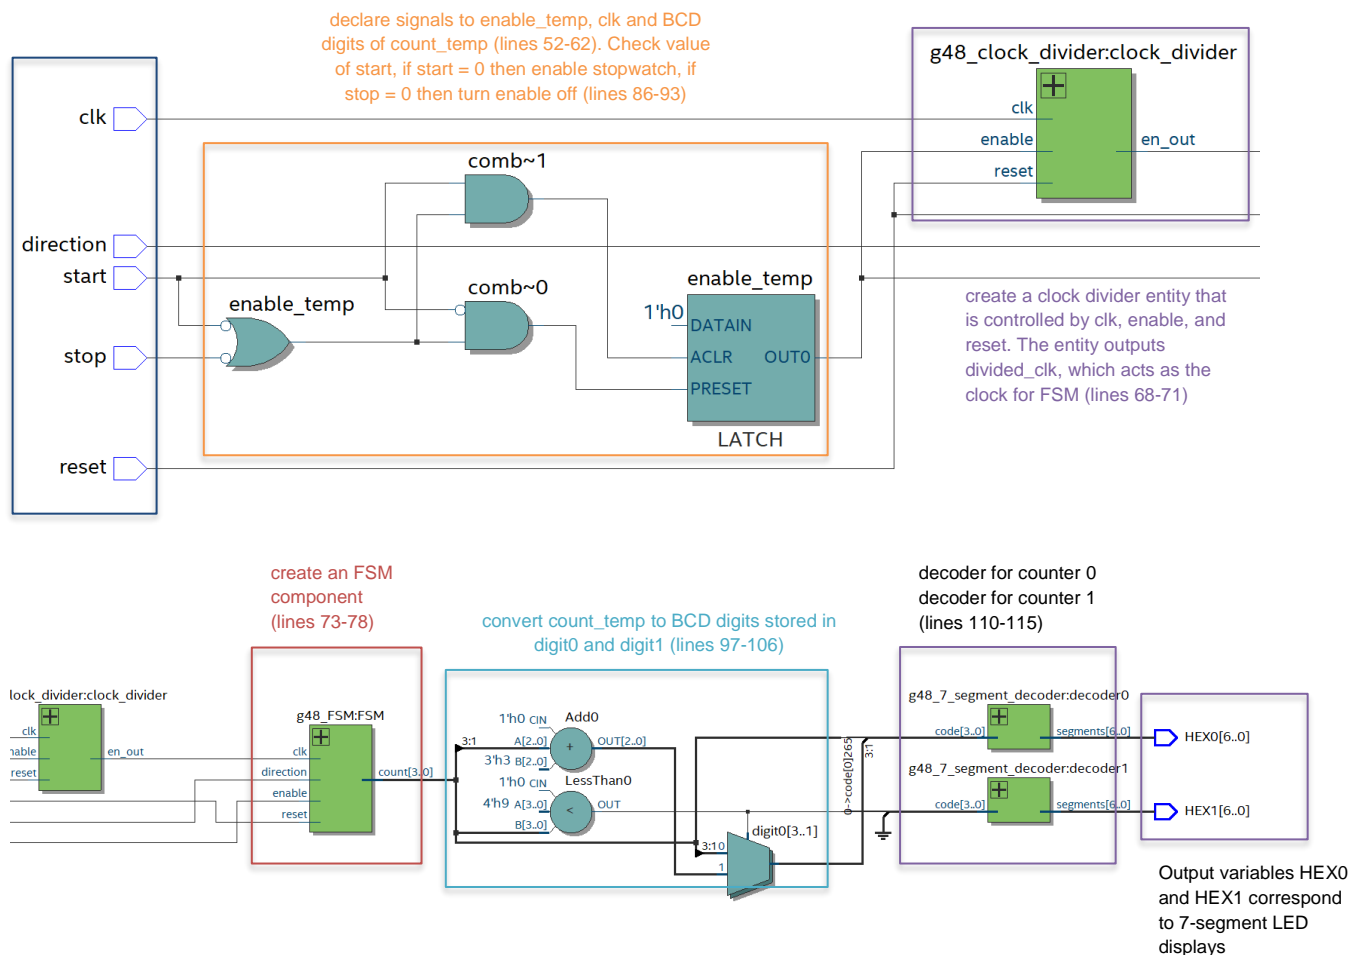 declare signals to enable_temp, clk and BCD
digits of count_temp (lines 52-62). Check value
of start, if start = 0 then enable stopwatch, if
stop = 0 then turn enable off (lines 86-93)
g48_clock_divider:clock_divider
clk
enable
reset
en_out
clk
direction
start
stop
reset
comb~1
comb~0
enable_temp
enable_temp
1'h0
DATAIN
ACLR
OUT0
PRESET
LATCH
create a clock divider entity that
is controlled by clk, enable, and
reset. The entity outputs
divided_clk, which acts as the
clock for FSM (lines 68-71)
create an FSM
component
(lines 73-78)
convert count_temp to BCD digits stored in
digit0 and digit1 (lines 97-106)
decoder for counter 0
decoder for counter 1
(lines 110-115)
lock_divider:clock_divider
clk
nable
reset
en_out
g48_FSM:FSM
clk
direction
enable
reset
count[3..0]
3:1
1'h0 CIN
Add0
A[2..0]
+
OUT[2..0]
3'h3 B[2..0]
1'h0 CIN
LessThan0
4'h9 A[3..0]
<
OUT
B[3..0]
3:1 0
1
digit0[3..1]
0->code[0]265
3:1
g48_7_segment_decoder:decoder0
code[3..0]
segments[6..0]
HEX0[6..0]
g48_7_segment_decoder:decoder1
code[3..0]
segments[6..0]
HEX1[6..0]
Output variables HEX0
and HEX1 correspond
to 7-segment LED
displays